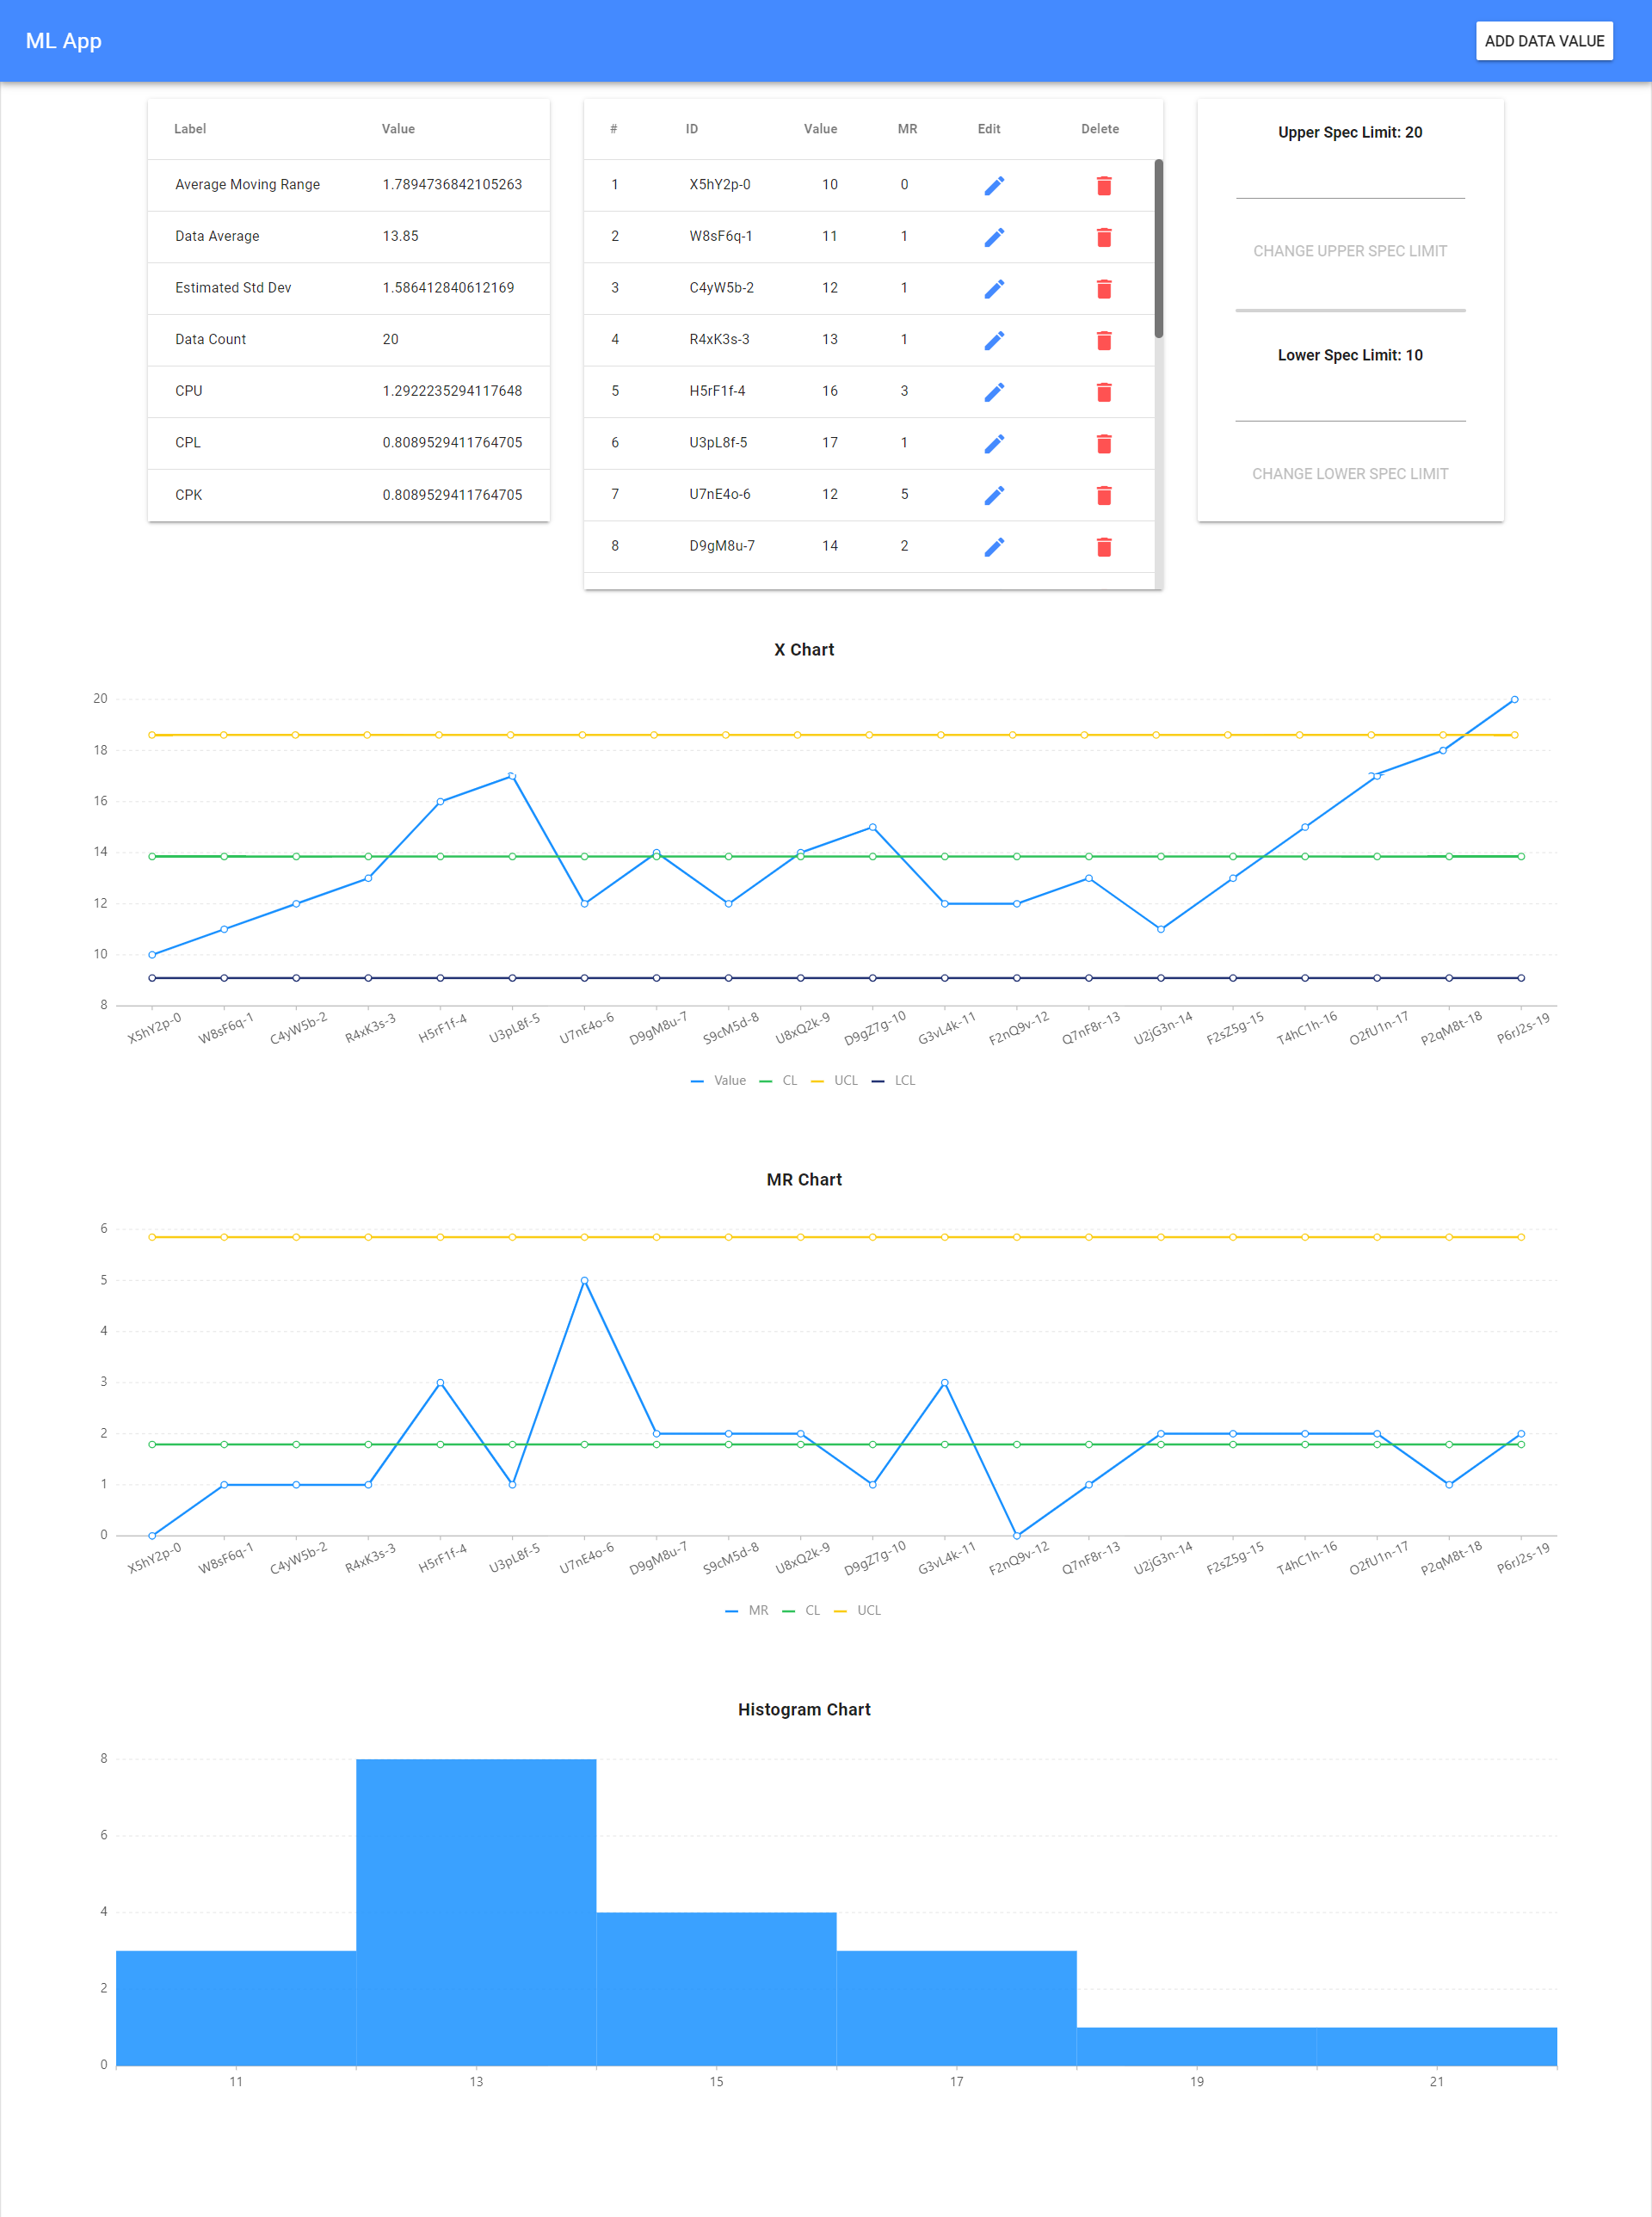 ML App
ADD DATA VALUE
Label Value
Average Moving Range 1.7894736842105263
Data Average 13.85
Estimated Std Dev 1.586412840612169
Data Count 20
CPU 1.2922235294117648
CPL 0.8089529411764705
CPK 0.8089529411764705
# ID Value MR Edit Delete
1 X5hY2p-0 10 0
2 W8sF6q-1 11 1
3 C4yW5b-2 12 1
4 R4xK3s-3 13 1
5 H5rF1f-4 16 3
6 U3pL8f-5 17 1
7 U7nE4o-6 12 5
8 D9gM8u-7 14 2
Upper Spec Limit: 20
CHANGE UPPER SPEC LIMIT
Lower Spec Limit: 10
CHANGE LOWER SPEC LIMIT
X Chart
20
18
16
14
12
10
8
X5hY2p-0 W8sF6q-1 C4yW5b-2 R4xK3s-3 H5rF1f-4 U3pL8f-5 U7nE4o-6 D9gM8u-7 S9cM5d-8 U8xQ2k-9 D9gZ7g-10 G3vL4k-11 F2nQ9v-12 Q7nF8r-13 U2jG3n-14 F2sZ5g-15 T4hC1h-16 O2fU1n-17 P2qM8t-18 P6rJ2s-19
Value CL UCL LCL
MR Chart
6
5
4
3
2
1
0
X5hY2p-0 W8sF6q-1 C4yW5b-2 R4xK3s-3 H5rF1f-4 U3pL8f-5 U7nE4o-6 D9gM8u-7 S9cM5d-8 U8xQ2k-9 D9gZ7g-10 G3vL4k-11 F2nQ9v-12 Q7nF8r-13 U2jG3n-14 F2sZ5g-15 T4hC1h-16 O2fU1n-17 P2qM8t-18 P6rJ2s-19
MR CL UCL
Histogram Chart
8
6
4
2
0
11 13 15 17 19 21